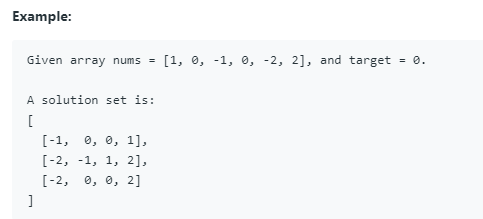 Example:
Given array nums = [1, 0, -1, 0, -2, 2], and target = 0.
A solution set is:
[
  [-1,  0, 0, 1],
  [-2, -1, 1, 2],
  [-2,  0, 0, 2]
]